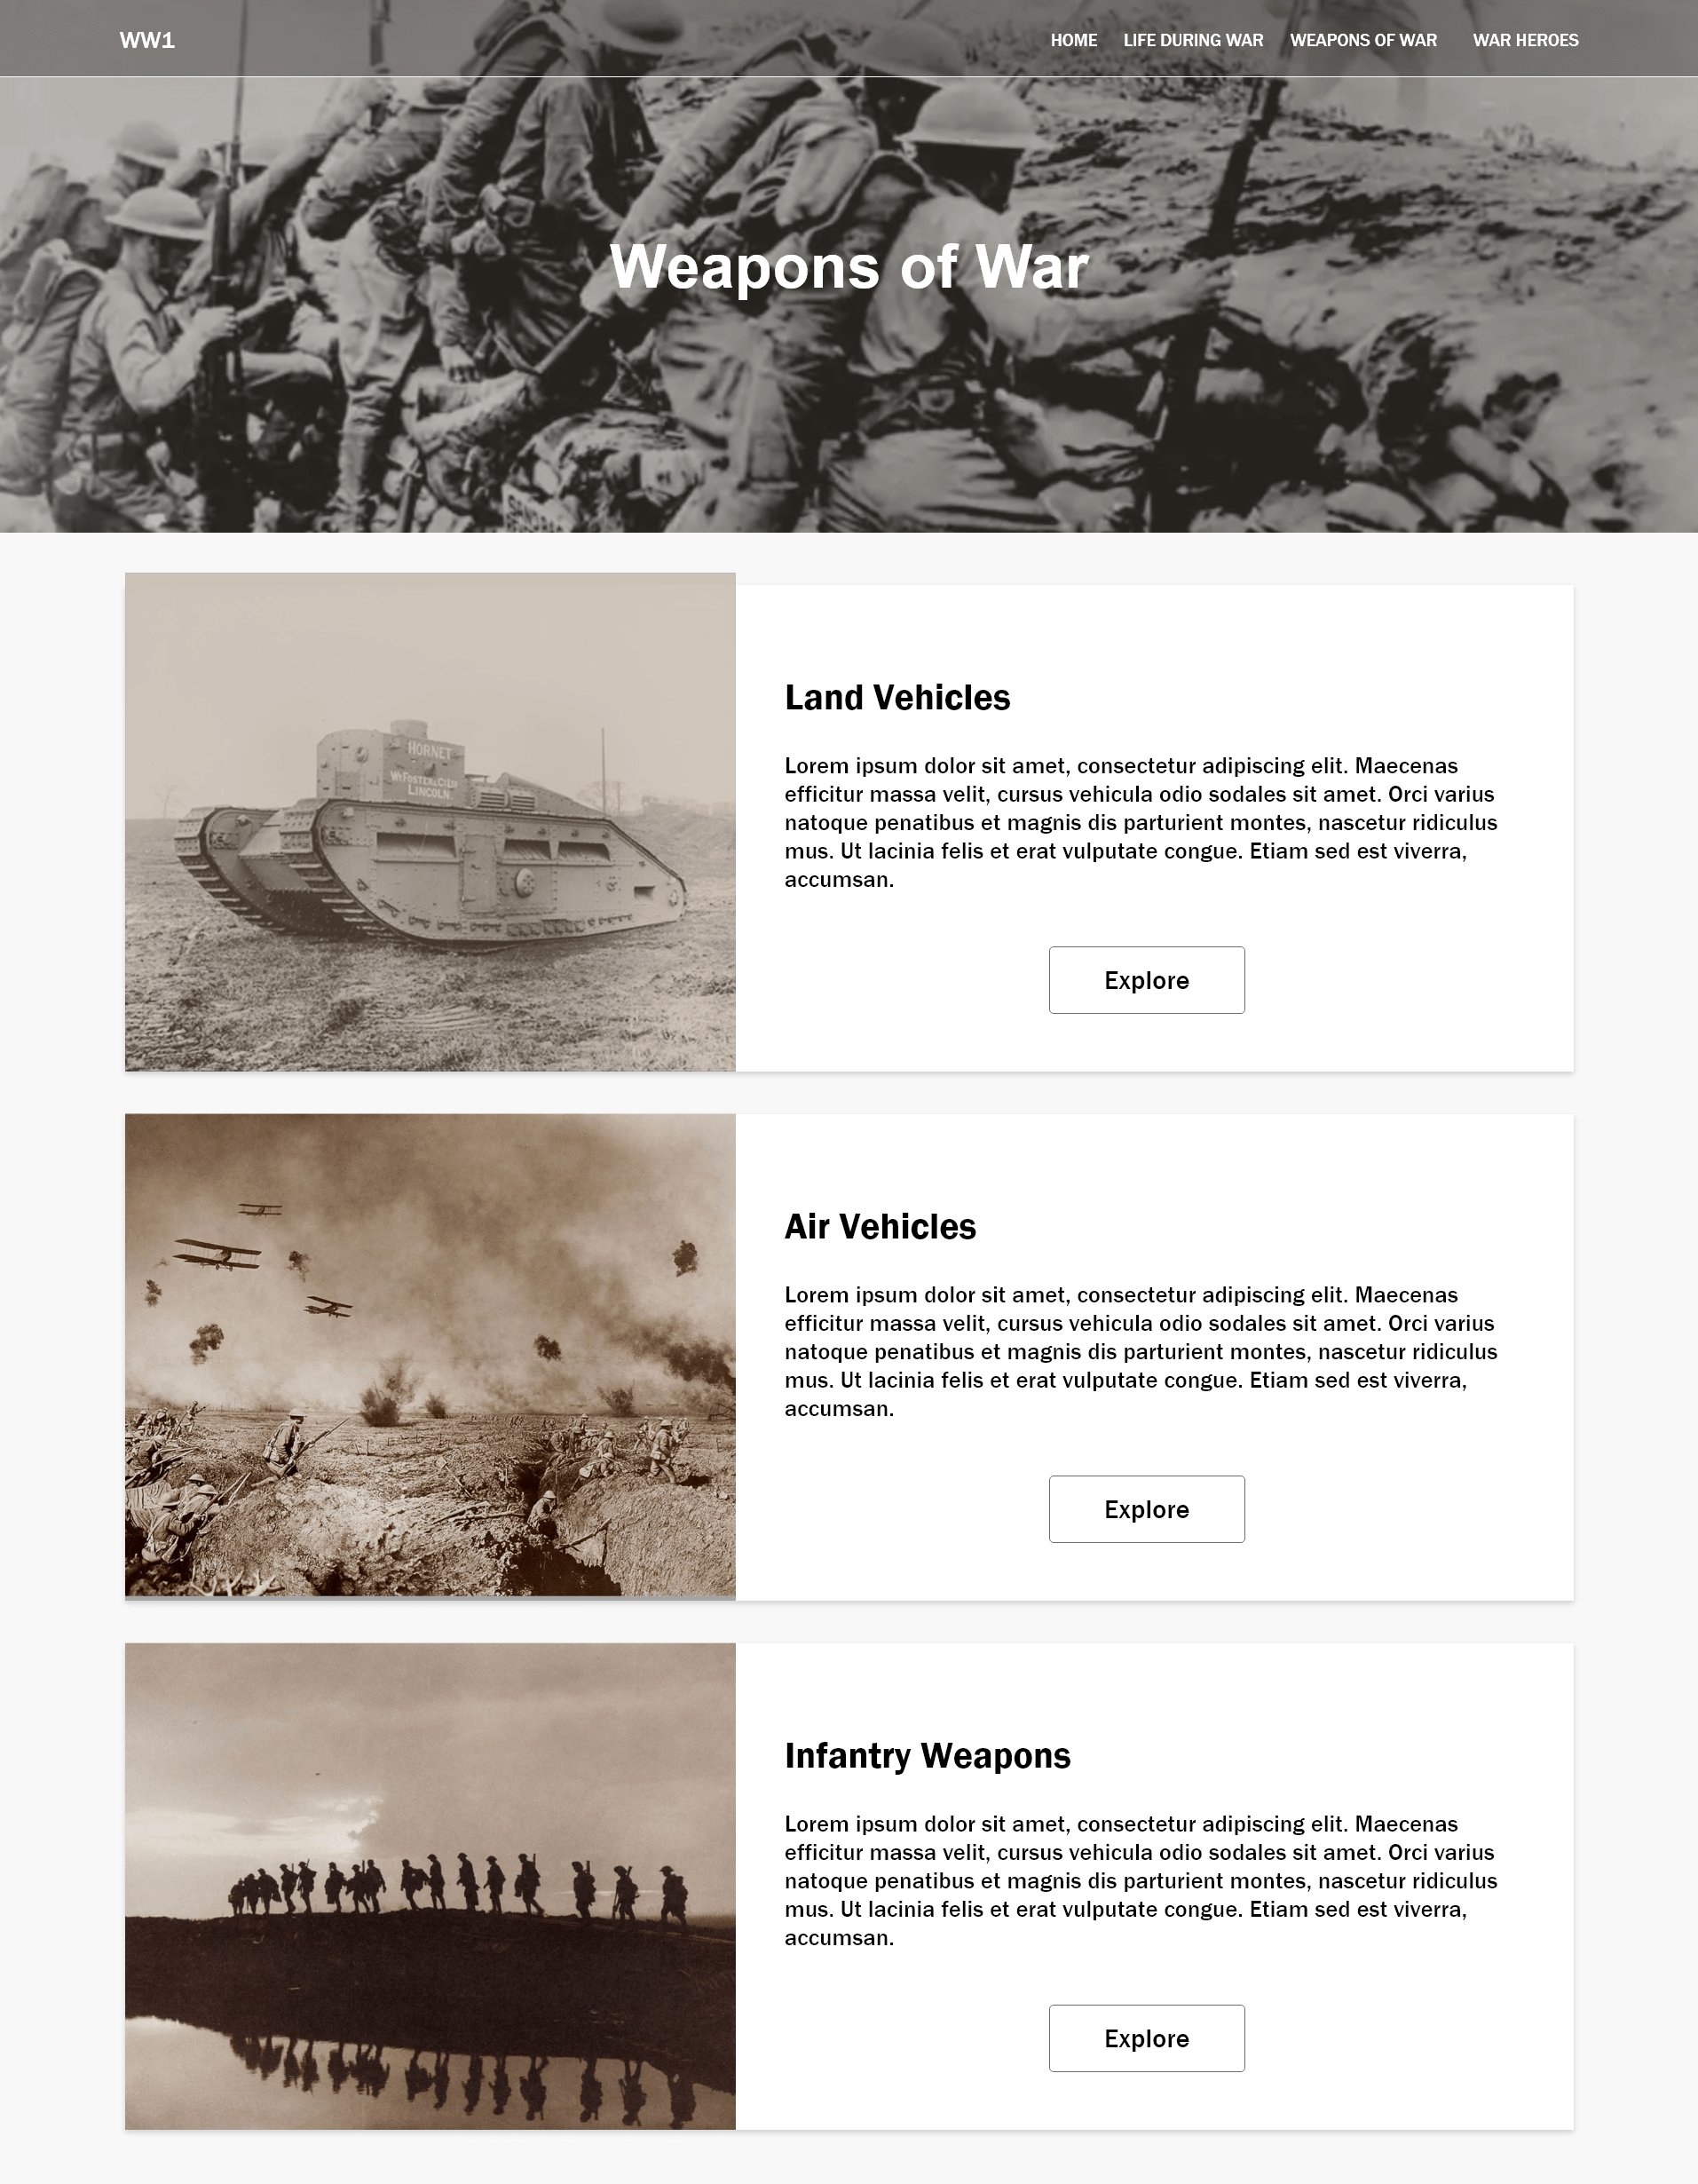 WW1
HOME LIFE DURING WAR WEAPONS OF WAR WAR HEROES
Weapons of War
HORNET
WM FOSTER & CO LTD
LINCOLN.
Land Vehicles
Lorem ipsum dolor sit amet, consectetur adipiscing elit. Maecenas
efficitur massa velit, cursus vehicula odio sodales sit amet. Orci varius
natoque penatibus et magnis dis parturient montes, nascetur ridiculus
mus. Ut lacinia felis et erat vulputate congue. Etiam sed est viverra,
accumsan.
Explore
Air Vehicles
Lorem ipsum dolor sit amet, consectetur adipiscing elit. Maecenas
efficitur massa velit, cursus vehicula odio sodales sit amet. Orci varius
natoque penatibus et magnis dis parturient montes, nascetur ridiculus
mus. Ut lacinia felis et erat vulputate congue. Etiam sed est viverra,
accumsan.
Explore
Infantry Weapons
Lorem ipsum dolor sit amet, consectetur adipiscing elit. Maecenas
efficitur massa velit, cursus vehicula odio sodales sit amet. Orci varius
natoque penatibus et magnis dis parturient montes, nascetur ridiculus
mus. Ut lacinia felis et erat vulputate congue. Etiam sed est viverra,
accumsan.
Explore